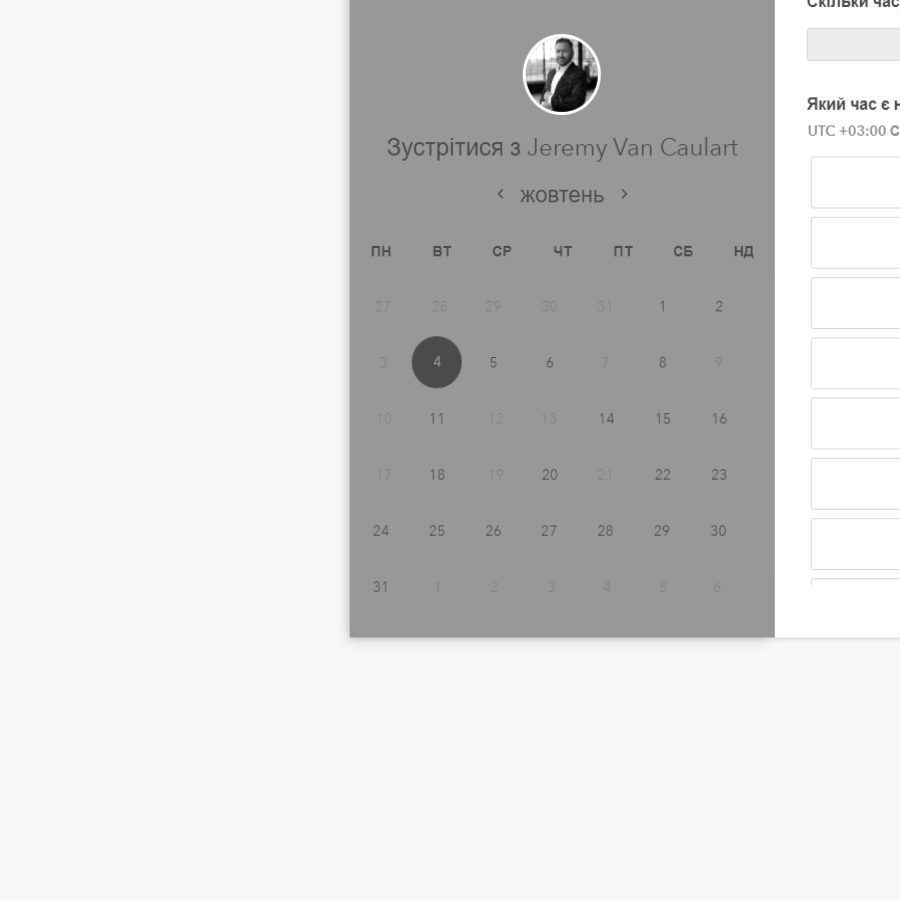 Зустрітися з Jeremy Van Caulart
жовтень
ПН ВТ СР ЧТ ПТ СБ НД
27 28 29 30 31 1 2
3 4 5 6 7 8 9
10 11 12 13 14 15 16
17 18 19 20 21 22 23
24 25 26 27 28 29 30
31 1 2 3 4 5 6
Скільки час
Який час є
UTC +03:00